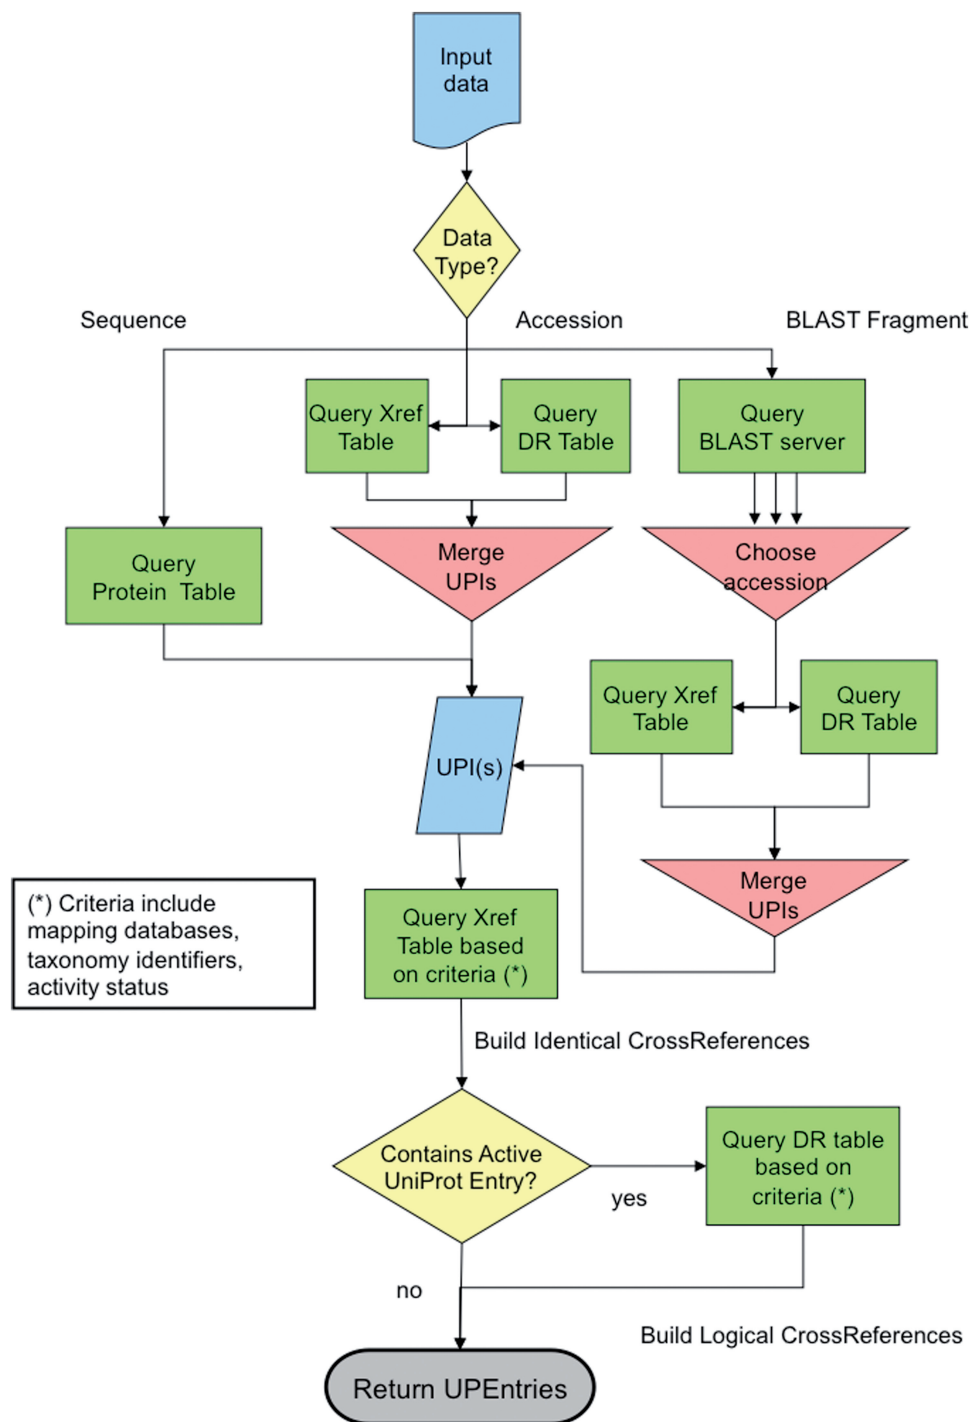 Input
data
Data
Type?
Sequence
Accession
BLAST Fragment
Query Xref
Table
Query
DR Table
Query
BLAST server
Query
Protein Table
Merge
UPIs
Choose
accession
Query Xref
Table
Query
DR Table
UPI(s)
Merge
UPIs
(*) Criteria include
mapping databases,
taxonomy identifiers,
activity status
Query Xref
Table based
on criteria (*)
Build Identical CrossReferences
Contains Active
UniProt Entry?
yes
Query DR table
based on
criteria (*)
no
Build Logical CrossReferences
Return UPEntries